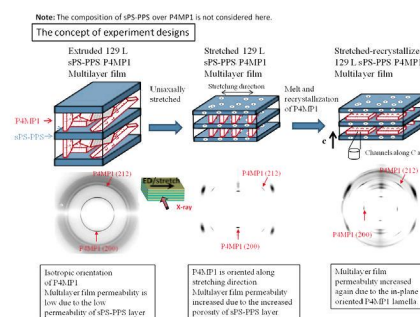 Note: The composition of sPS-PPS over P4MP1 is not considered here.
The concept of experiment designs
Extruded 129 L
sPS-PPS P4MP1
Multilayer film
Stretched 129 L
sPS-PPS P4MP1
Multilayer film
Stretched-recrystallize
129 L sPS-PPS P4MP1
Multilayer film
Uniaxially
stretched
Stretching direction
Melt and
recrystallization
of P4MP1
P4MP1
sPS-PPS
c
Channels along C a
P4MP1 (212)
P4MP1 (200)
ED/stretch
X-ray
P4MP1 (212)
P4MP1 (200)
P4MP1 (212)
P4MP1 (200)
Isotropic orientation
of P4MP1
Multilayer film permeability is
low due to the low
permeability of sPS-PPS layer
P4MP1 is oriented along
stretching direction
Multilayer film permeability
increased due to the increased
porosity of sPS-PPS layer
Multilayer film
permeability increased
again due to the in-plane
oriented P4MP1 lamella